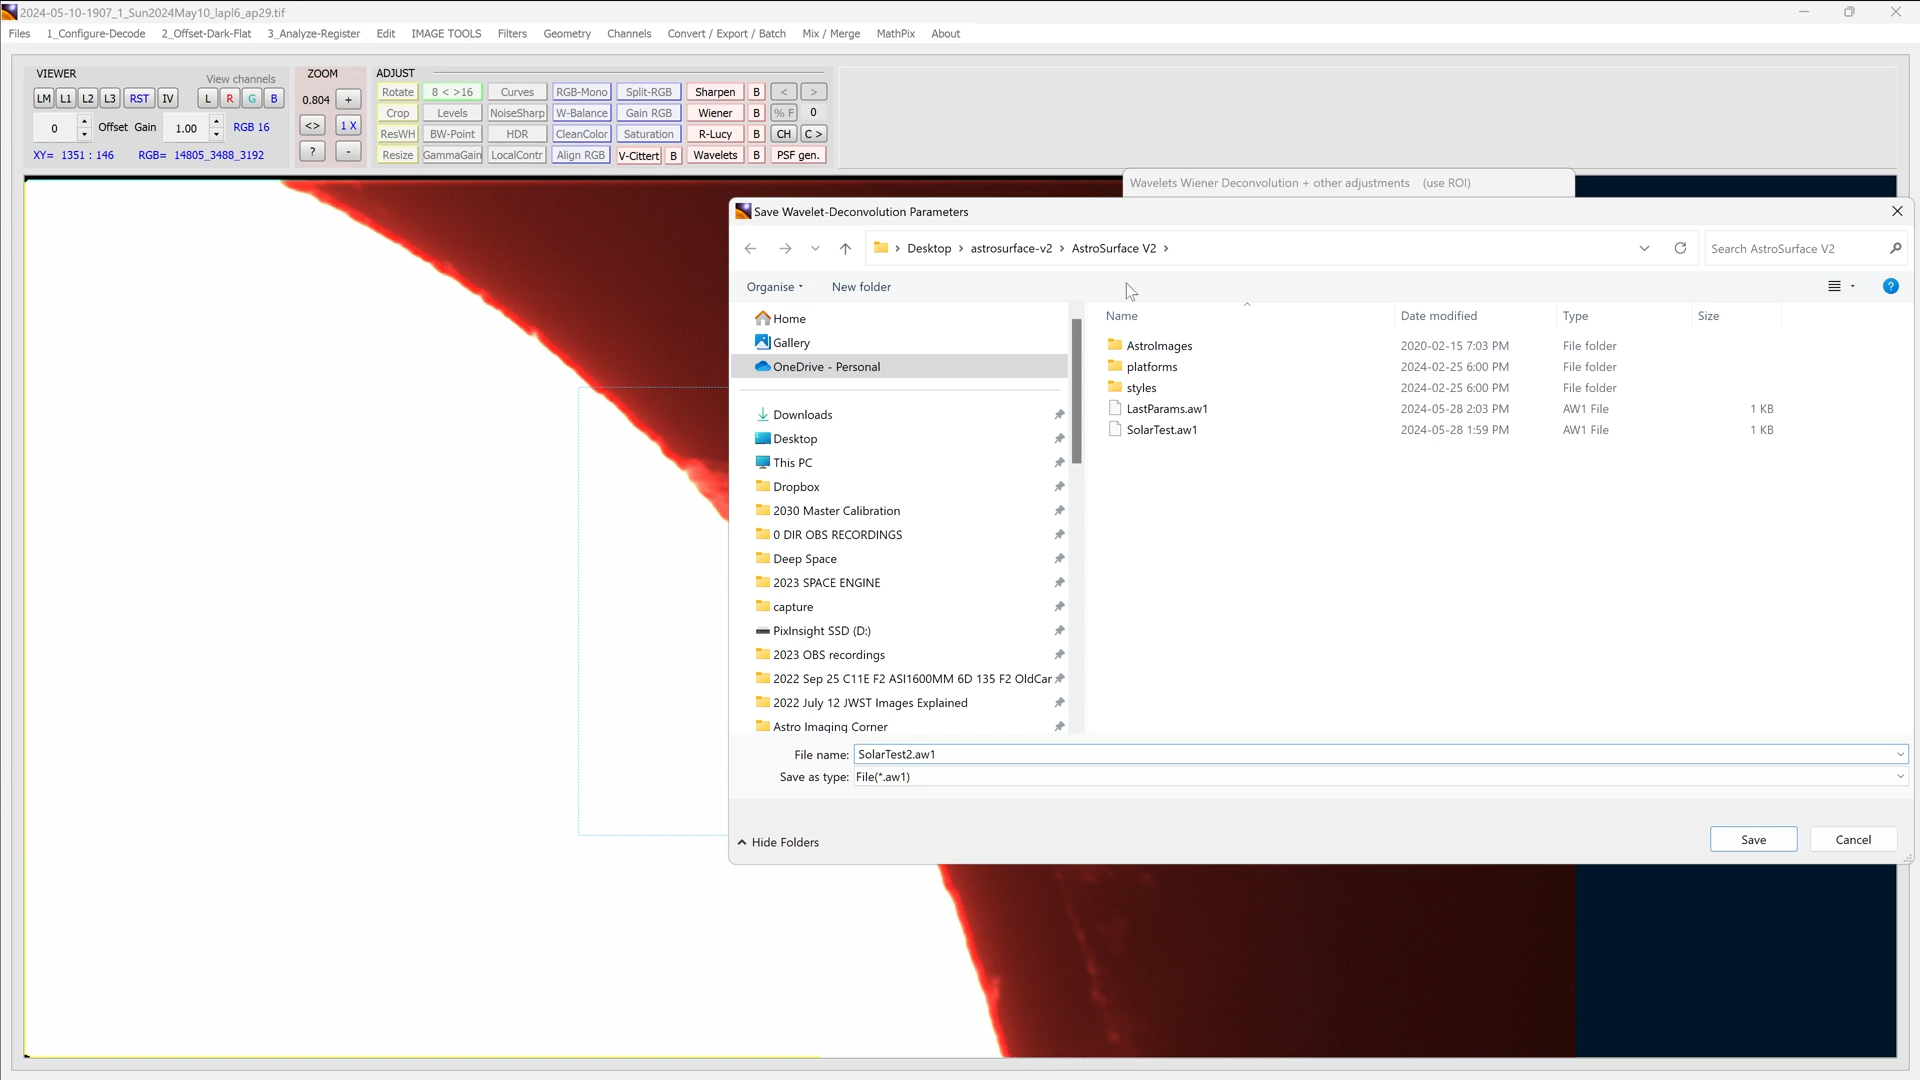 2024-05-10-1907_1_Sun2024May10_lapl6_ap29.tif
Files 1_Configure-Decode 2_Offset-Dark-Flat 3_Analyze-Register Edit IMAGE TOOLS Filters Geometry Channels Convert / Export / Batch Mix / Merge MathPix About
VIEWER View channels ZOOM ADJUST
LM L1 L2 L3 RST IV L R G B 0.804 + Rotate 8 < >16 Curves RGB-Mono Split-RGB Sharpen B < >
Crop Levels NoiseSharp W-Balance Gain RGB Wiener B % F 0
0 Offset Gain 1.00 RGB 16 <> 1 X ResWH BW-Point HDR CleanColor Saturation R-Lucy B CH C >
XY= 1351 : 146 RGB= 14805_3488_3192 ? - Resize GammaGain LocalContr Align RGB V-Cittert B Wavelets B PSF gen.
Wavelets Wiener Deconvolution + other adjustments (use ROI)
Save Wavelet-Deconvolution Parameters
Desktop > astrosurface-v2 > AstroSurface V2 > Search AstroSurface V2
Organise New folder ?
Name Date modified Type Size
Home
Gallery
OneDrive - Personal
Downloads
Desktop
This PC
Dropbox
2030 Master Calibration
0 DIR OBS RECORDINGS
Deep Space
2023 SPACE ENGINE
capture
PixInsight SSD (D:)
2023 OBS recordings
2022 Sep 25 C11E F2 ASI1600MM 6D 135 F2 OldCar
2022 July 12 JWST Images Explained
Astro Imaging Corner
AstroImages 2020-02-15 7:03 PM File folder
platforms 2024-02-25 6:00 PM File folder
styles 2024-02-25 6:00 PM File folder
LastParams.aw1 2024-05-28 2:03 PM AW1 File 1 KB
SolarTest.aw1 2024-05-28 1:59 PM AW1 File 1 KB
File name: SolarTest2.aw1
Save as type: File(*.aw1)
Hide Folders Save Cancel